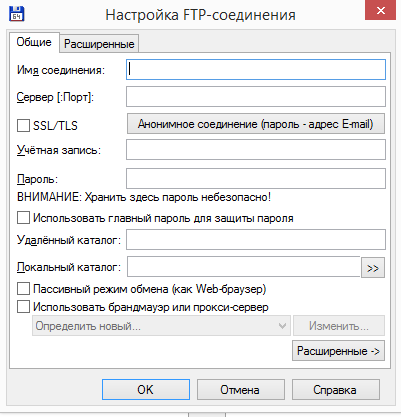 64
Настройка FTP-соединения
Общие
Расширенные
Имя соединения:
Сервер [:Порт]:
SSL/TLS
Анонимное соединение (пароль - адрес E-mail)
Учётная запись:
Пароль:
ВНИМАНИЕ: Хранить здесь пароль небезопасно!
Использовать главный пароль для защиты пароля
Удалённый каталог:
Локальный каталог:
>>
Пассивный режим обмена (как Web-браузер)
Использовать брандмауэр или прокси-сервер
Определить новый...
Изменить...
Расширенные ->
OK
Отмена
Справка